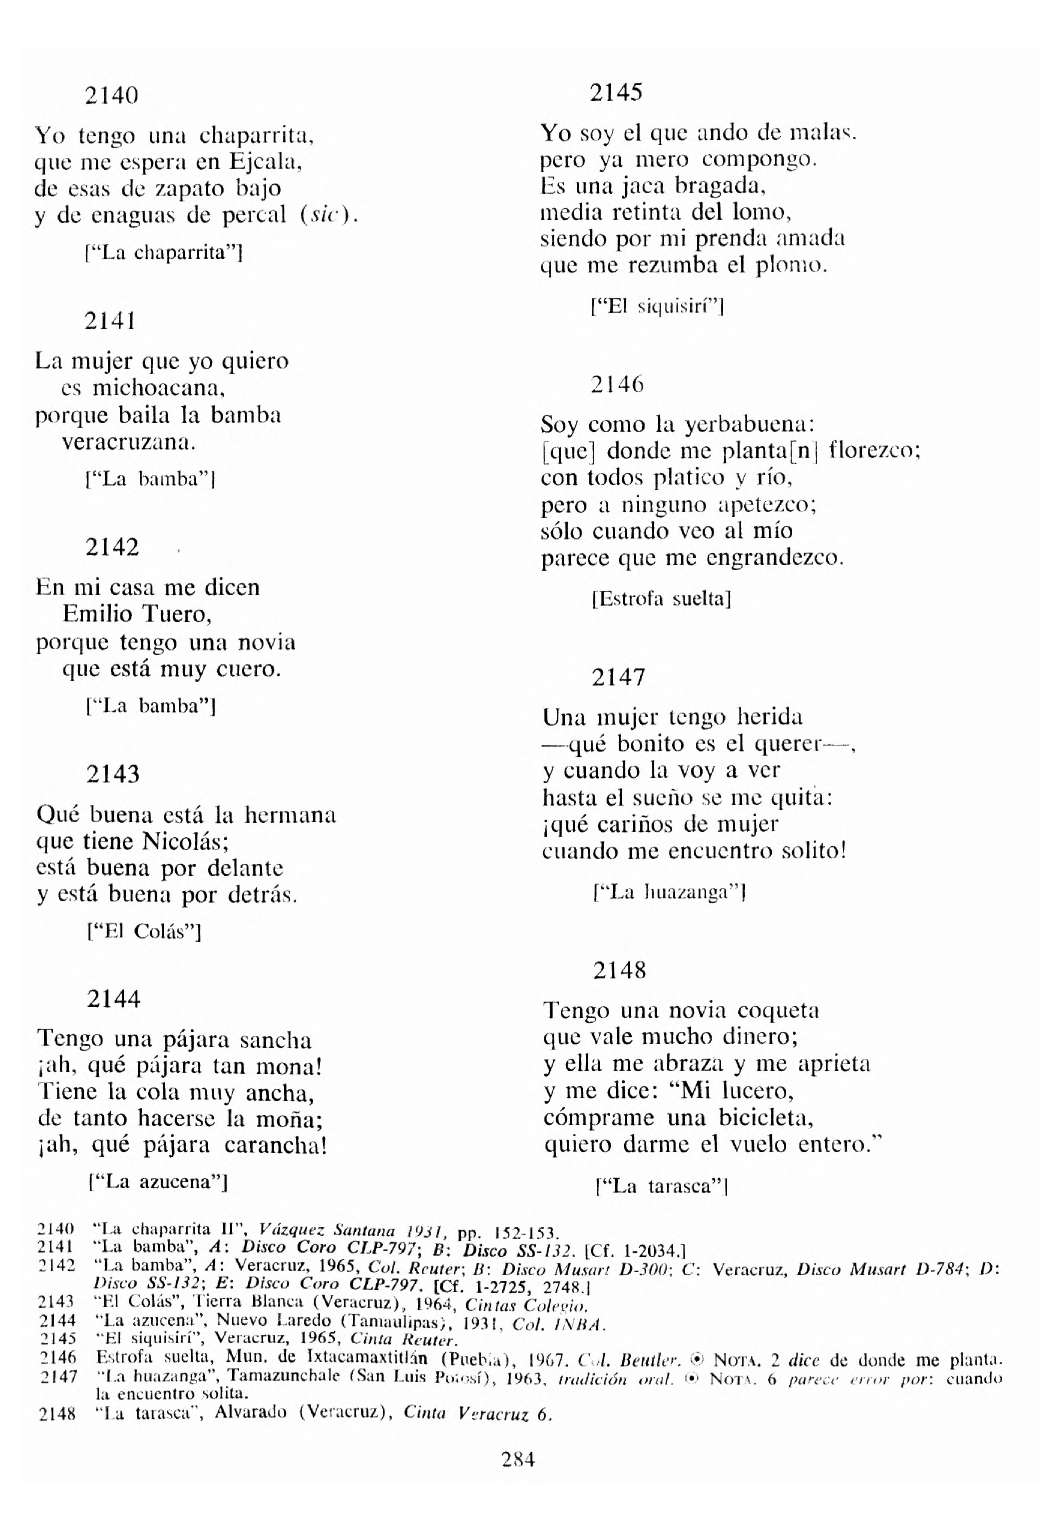 2140
Yo tengo una chaparrita,
que me espera en Ejcala,
de esas de zapato bajo
y de enaguas de percal (sic).
[“La chaparrita”]
2141
La mujer que yo quiero
es michoacana,
porque baila la bamba
veracruzana.
[“La bamba”]
2142
En mi casa me dicen
Emilio Tuero,
porque tengo una novia
que está muy cuero.
[“La bamba”]
2143
Qué buena está la hermana
que tiene Nicolás;
está buena por delante
y está buena por detrás.
[“El Colás”]
2144
Tengo una pájara sancha
¡ah, qué pájara tan mona!
Tiene la cola muy ancha,
de tanto hacerse la moña;
¡ah, qué pájara carancha!
[“La azucena”]
2145
Yo soy el que ando de malas.
pero ya mero compongo.
Es una jaca bragada,
media retinta del lomo,
siendo por mi prenda amada
que me rezumba el plomo.
[“El siquisirí”]
2146
Soy como la yerbabuena:
[que] donde me planta[n] florezco;
con todos platico y río,
pero a ninguno apetezco;
sólo cuando veo al mío
parece que me engrandezco.
[Estrofa suelta]
2147
Una mujer tengo herida
—qué bonito es el querer—,
y cuando la voy a ver
hasta el sueño se me quita:
¡qué cariños de mujer
cuando me encuentro solito!
[“La huazanga”]
2148
Tengo una novia coqueta
que vale mucho dinero;
y ella me abraza y me aprieta
y me dice: “Mi lucero,
cómprame una bicicleta,
quiero darme el vuelo entero.”
[“La tarasca”]
2140 “La chaparrita II”, Vázquez Santana 1931, pp. 152-153.
2141 “La bamba”, A: Disco Coro CLP-797; B: Disco SS-132. [Cf. 1-2034.]
2142 “La bamba”, A: Veracruz, 1965, Col. Reuter; B: Disco Musart D-300; C: Veracruz, Disco Musart D-784; D:
Disco SS-132; E: Disco Coro CLP-797. [Cf. 1-2725, 2748.]
2143 “El Colás”, Tierra Blanca (Veracruz), 1964, Cintas Colegio.
2144 “La azucena”, Nuevo Laredo (Tamaulipas), 1931, Col. INBA.
2145 “El siquisirí”, Veracruz, 1965, Cinta Reuter.
2146 Estrofa suelta, Mun. de Ixtacamaxtitlán (Puebla), 1967. Col. Beutler. ⦿ NOTA. 2 dice de donde me planta.
2147 “La huazanga”, Tamazunchale (San Luis Potosí), 1963, tradición oral. ⦿ NOTA. 6 parece error por: cuando
la encuentro solita.
2148 “La tarasca”, Alvarado (Veracruz), Cinta Veracruz 6.
284